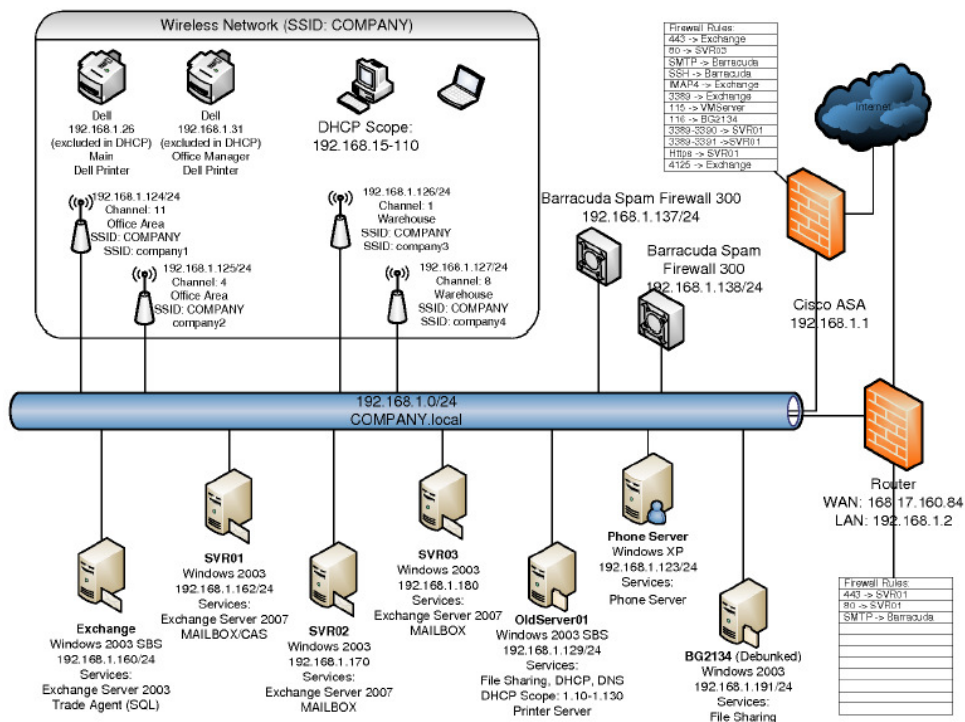 Wireless Network (SSID: COMPANY)
Dell
192.168.1.26
(excluded in DHCP)
Main
Dell Printer
Dell
192.168.1.31
(excluded in DHCP)
Office Manager
Dell Printer
DHCP Scope:
192.168.15-110
192.168.1.124/24
Channel: 11
Office Area
SSID: COMPANY
SSID: company1
192.168.1.125/24
Channel: 4
Office Area
SSID: COMPANY
company2
192.168.1.126/24
Channel: 1
Warehouse
SSID: COMPANY
SSID: company3
192.168.1.127/24
Channel: 8
Warehouse
SSID: COMPANY
SSID: company4
Barracuda Spam Firewall 300
192.168.1.137/24
Barracuda Spam
Firewall 300
192.168.1.138/24
Firewall Rules:
443 -> Exchange
80 -> SVR03
SMTP -> Barracuda
SSH -> Barracuda
IMAP4 -> Exchange
3389 -> Exchange
115 -> VMServer
116 -> BG2134
3389-3390 -> SVR01
3389-3391 ->SVR01
Https -> SVR01
4125 -> Exchange
Internet
Cisco ASA
192.168.1.1
192.168.1.0/24
COMPANY.local
Router
WAN: 168.17.160.84
LAN: 192.168.1.2
Exchange
Windows 2003 SBS
192.168.1.160/24
Services:
Exchange Server 2003
Trade Agent (SQL)
SVR01
Windows 2003
192.168.1.162/24
Services:
Exchange Server 2007
MAILBOX/CAS
SVR02
Windows 2003
192.168.1.170
Services:
Exchange Server 2007
MAILBOX
SVR03
Windows 2003
192.168.1.180
Services:
Exchange Server 2007
MAILBOX
OldServer01
Windows 2003 SBS
192.168.1.129/24
Services:
File Sharing, DHCP, DNS
DHCP Scope: 1.10-1.130
Printer Server
Phone Server
Windows XP
192.168.1.123/24
Services:
Phone Server
BG2134 (Debunked)
Windows 2003
192.168.1.191/24
Services:
File Sharing
Firewall Rules:
443 -> SVR01
80 -> SVR01
SMTP -> Barracuda